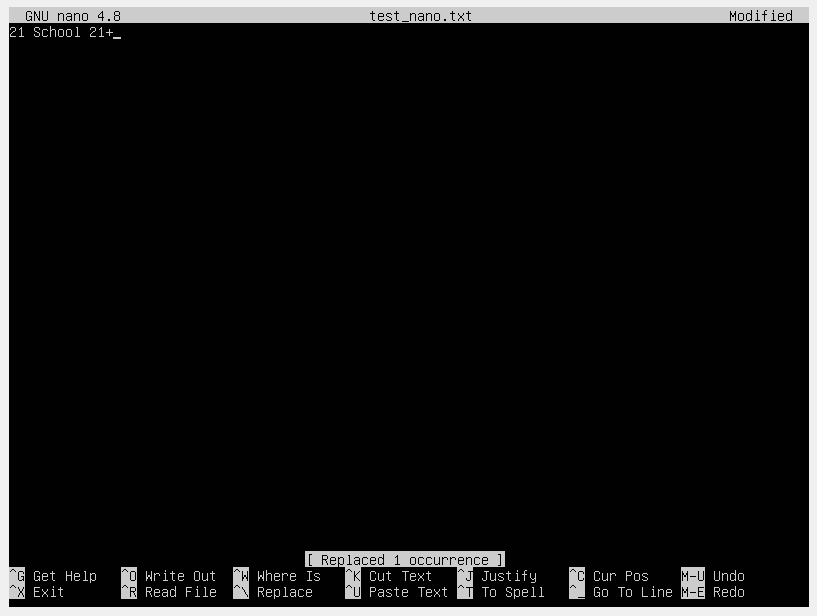 GNU nano 4.8 test_nano.txt Modified
21 School 21+_
[ Replaced 1 occurrence ]
^G Get Help ^O Write Out ^W Where Is ^K Cut Text ^J Justify ^C Cur Pos M-U Undo
^X Exit ^R Read File ^\ Replace ^U Paste Text ^T To Spell ^_ Go To Line M-E Redo